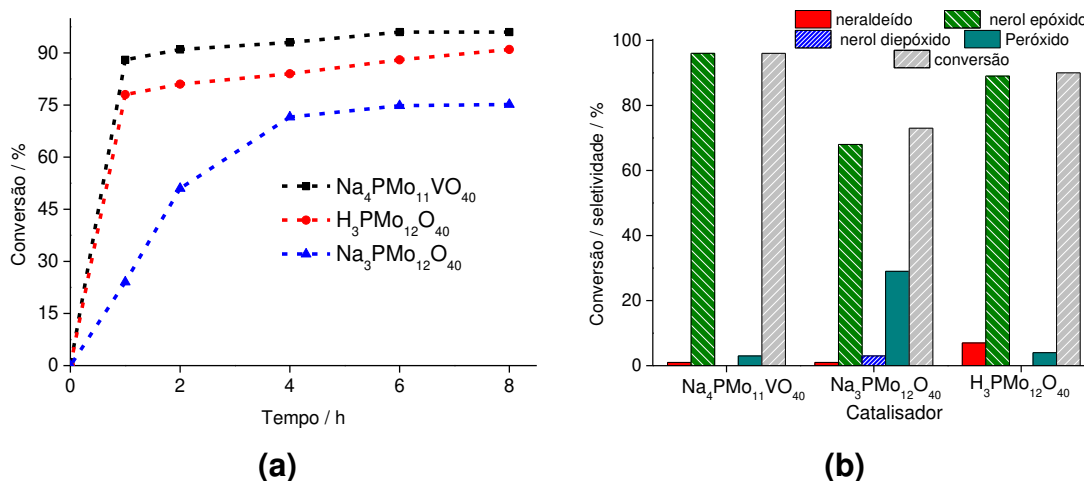 90
75
60
45
30
15
0
Conversão / %
Na₄PMo₁₁VO₄₀
H₃PMo₁₂O₄₀
Na₃PMo₁₂O₄₀
0 2 4 6 8
Tempo / h
(a)
neraldeído nerol epóxido
nerol diepóxido Peróxido
conversão
100
80
60
40
20
0
Conversão / seletividade / %
Na₄PMo₁₁VO₄₀ Na₃PMo₁₂O₄₀ H₃PMo₁₂O₄₀
Catalisador
(b)